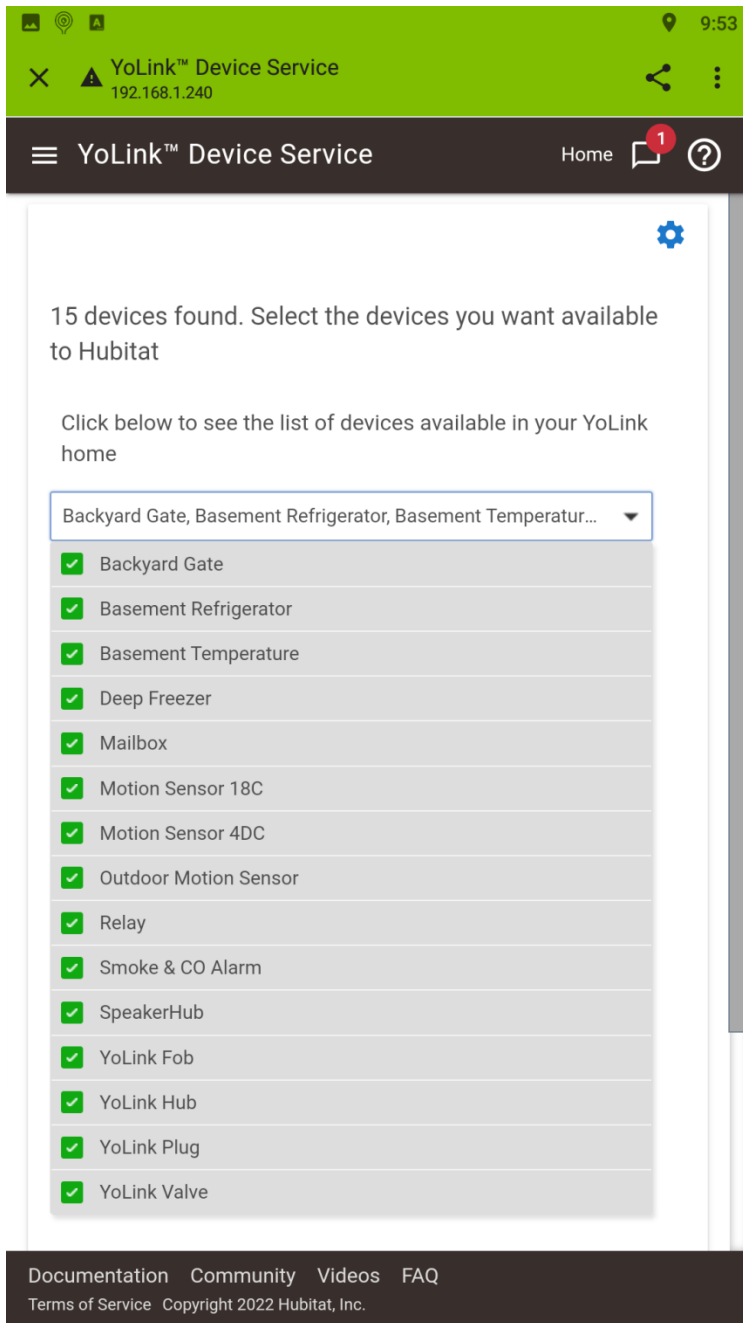 9:53
YoLink™ Device Service
192.168.1.240
YoLink™ Device Service Home 1
15 devices found. Select the devices you want available
to Hubitat
Click below to see the list of devices available in your YoLink
home
Backyard Gate, Basement Refrigerator, Basement Temperatur...
Backyard Gate
Basement Refrigerator
Basement Temperature
Deep Freezer
Mailbox
Motion Sensor 18C
Motion Sensor 4DC
Outdoor Motion Sensor
Relay
Smoke & CO Alarm
SpeakerHub
YoLink Fob
YoLink Hub
YoLink Plug
YoLink Valve
Documentation Community Videos FAQ
Terms of Service Copyright 2022 Hubitat, Inc.